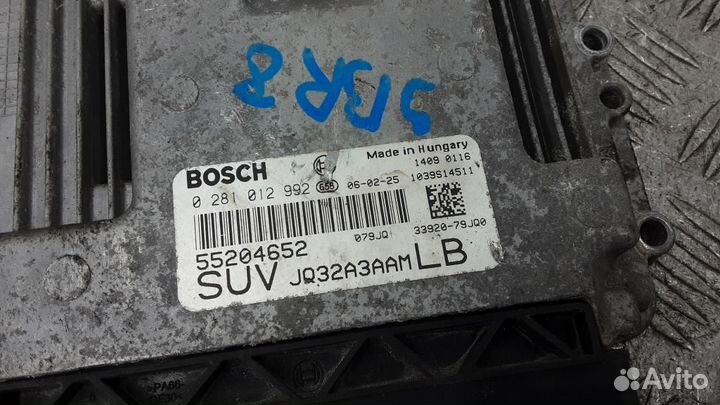 BOSCH
Made in Hungary
1409 0116
0 281 012 992 656 06-02-25 1039S14511
079JQ 33920-79JQ0
55204652
SUV JQ32A3AAM LB
>PA66-
Avito